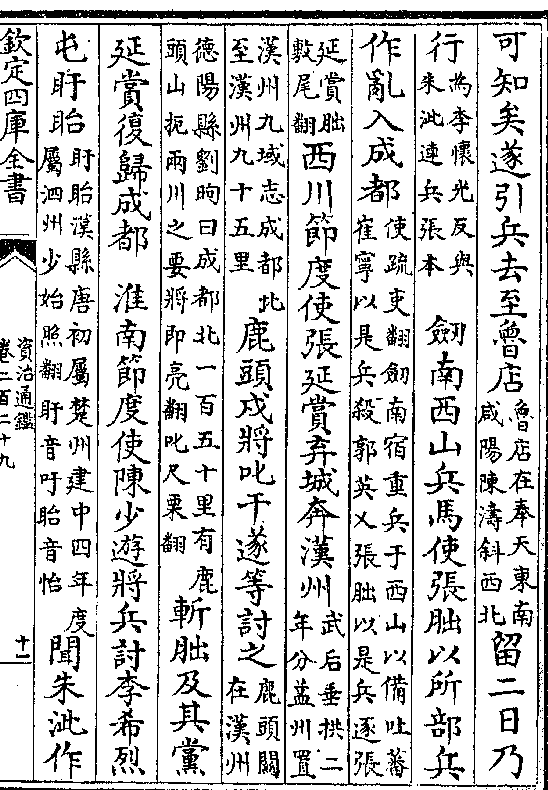 可知矣遂引兵去至魯店魯店在奉天東南咸陽陳濤斜西北留二日乃
行為李懷光反與朱泚連兵張本 劒南西山兵馬使張朏以所部兵
作亂入成都使疏吏翻劒南宿重兵于西山以備吐蕃崔寧以是兵殺郭英乂張朏以是兵逐張
延賞朏敷尾翻西川節度使張延賞弃城奔漢州武后垂拱二年分益州置
漢州九域志成都北至漢州九十五里鹿頭戍將叱干遂等討之鹿頭關在漢州
德陽縣劉昫曰成都北一百五十里有鹿頭山扼兩川之要將即亮翻叱尺栗翻斬朏及其黨
延賞復歸成都 淮南節度使陳少遊將兵討李希烈
屯盱眙盱眙漢縣唐初屬楚州建中四年度屬泗州少始照翻盱音吁眙音怡聞朱泚作
欽定四庫全書
資治通鑑
卷二百二十九
十一